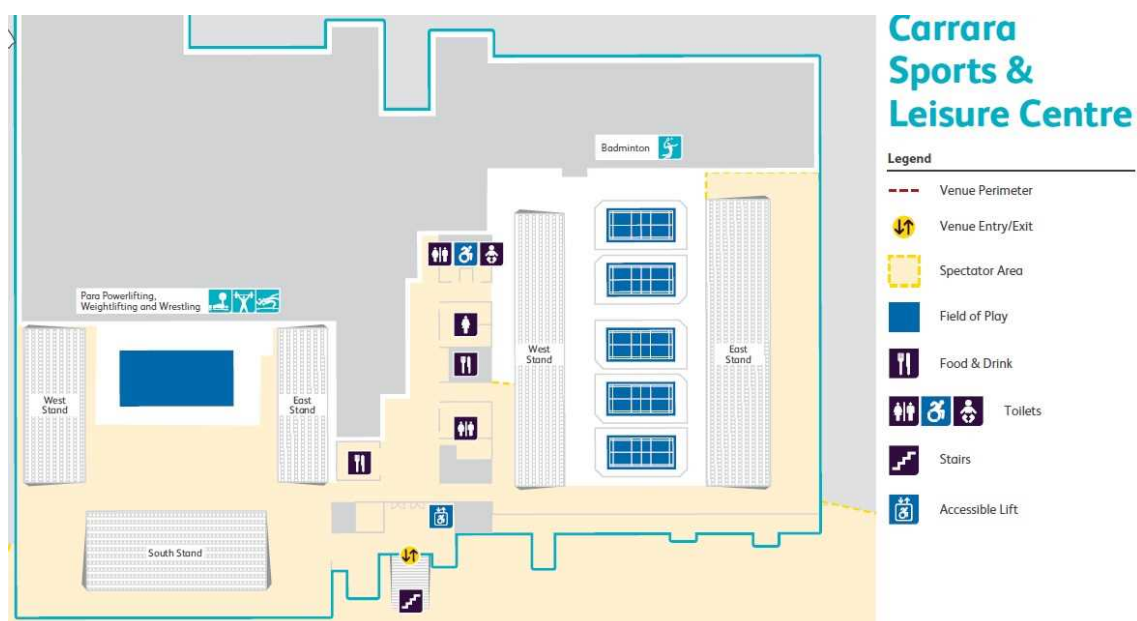 Carrara
Sports &
Leisure Centre
Legend
Venue Perimeter
Venue Entry/Exit
Spectator Area
Field of Play
Food & Drink
Toilets
Stairs
Accessible Lift
Badminton
Para Powerlifting,
Weightlifting and Wrestling
West
Stand
East
Stand
South Stand
West
Stand
East
Stand